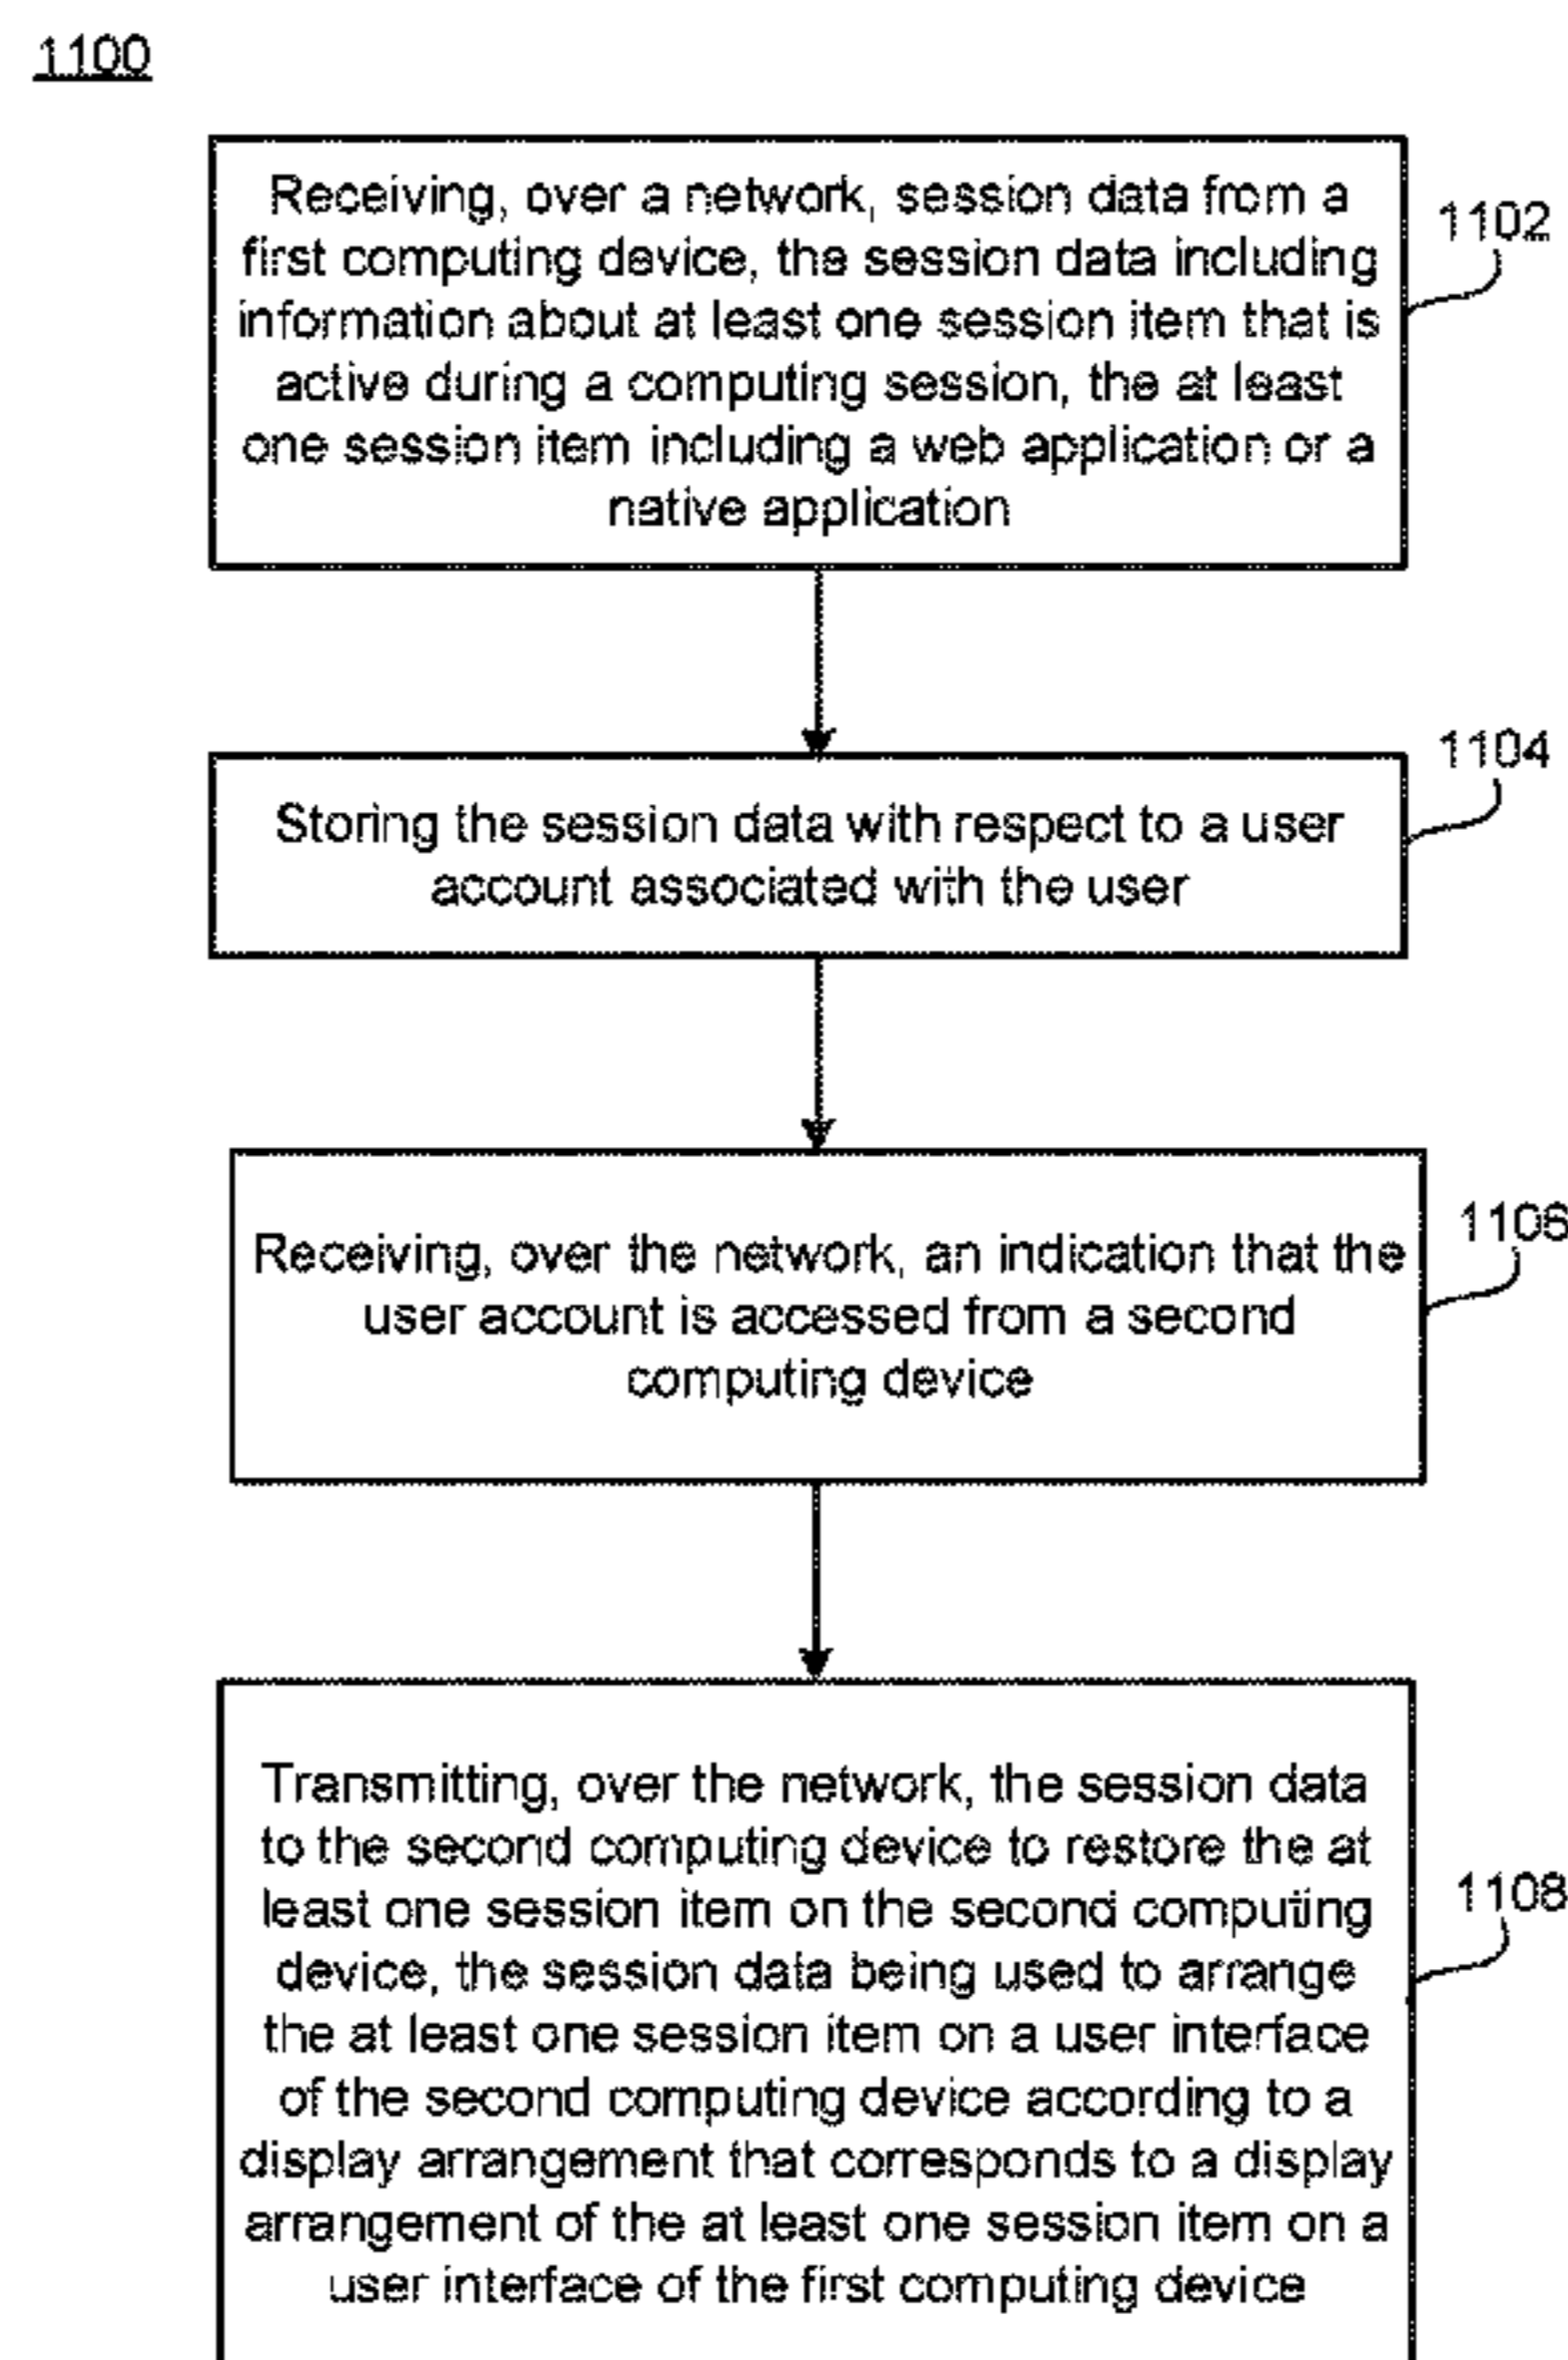 1100
Receiving, over a network, session data from a
first computing device, the session data including
information about at least one session item that is
active during a computing session, the at least
one session item including a web application or a
native application
1102
Storing the session data with respect to a user
account associated with the user
1104
Receiving, over the network, an indication that the
user account is accessed from a second
computing device
1106
Transmitting, over the network, the session data
to the second computing device to restore the at
least one session item on the second computing
device, the session data being used to arrange
the at least one session item on a user interface
of the second computing device according to a
display arrangement that corresponds to a display
arrangement of the at least one session item on a
user interface of the first computing device
1108